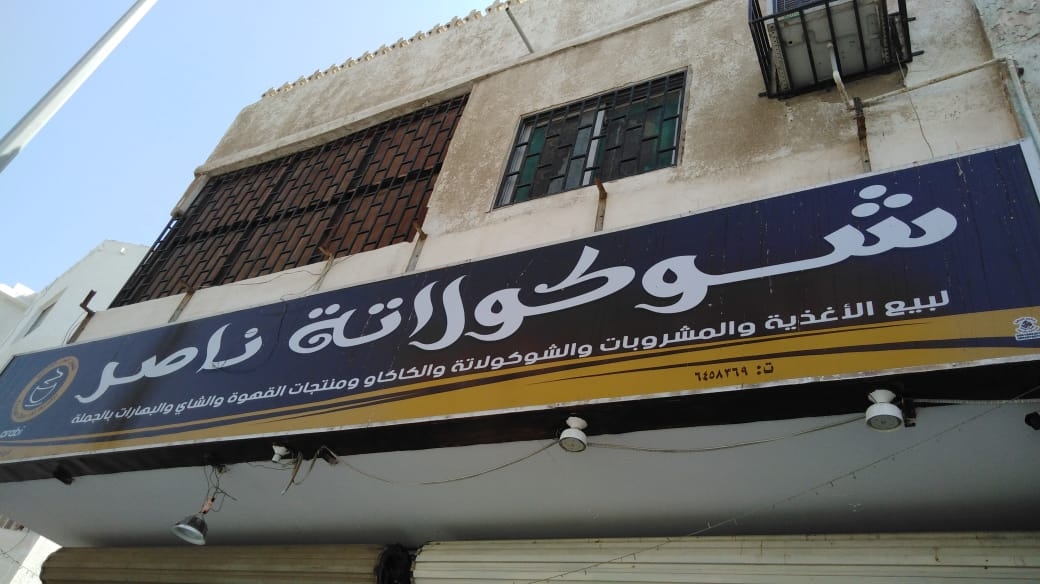 شوكولاتة ناصر
لبيع الأغذية والمشروبات والشوكولاتة والكاكاو ومنتجات القهوة والشاي والبهارات بالجملة
ت: ٦٤٥٨٣٦٩